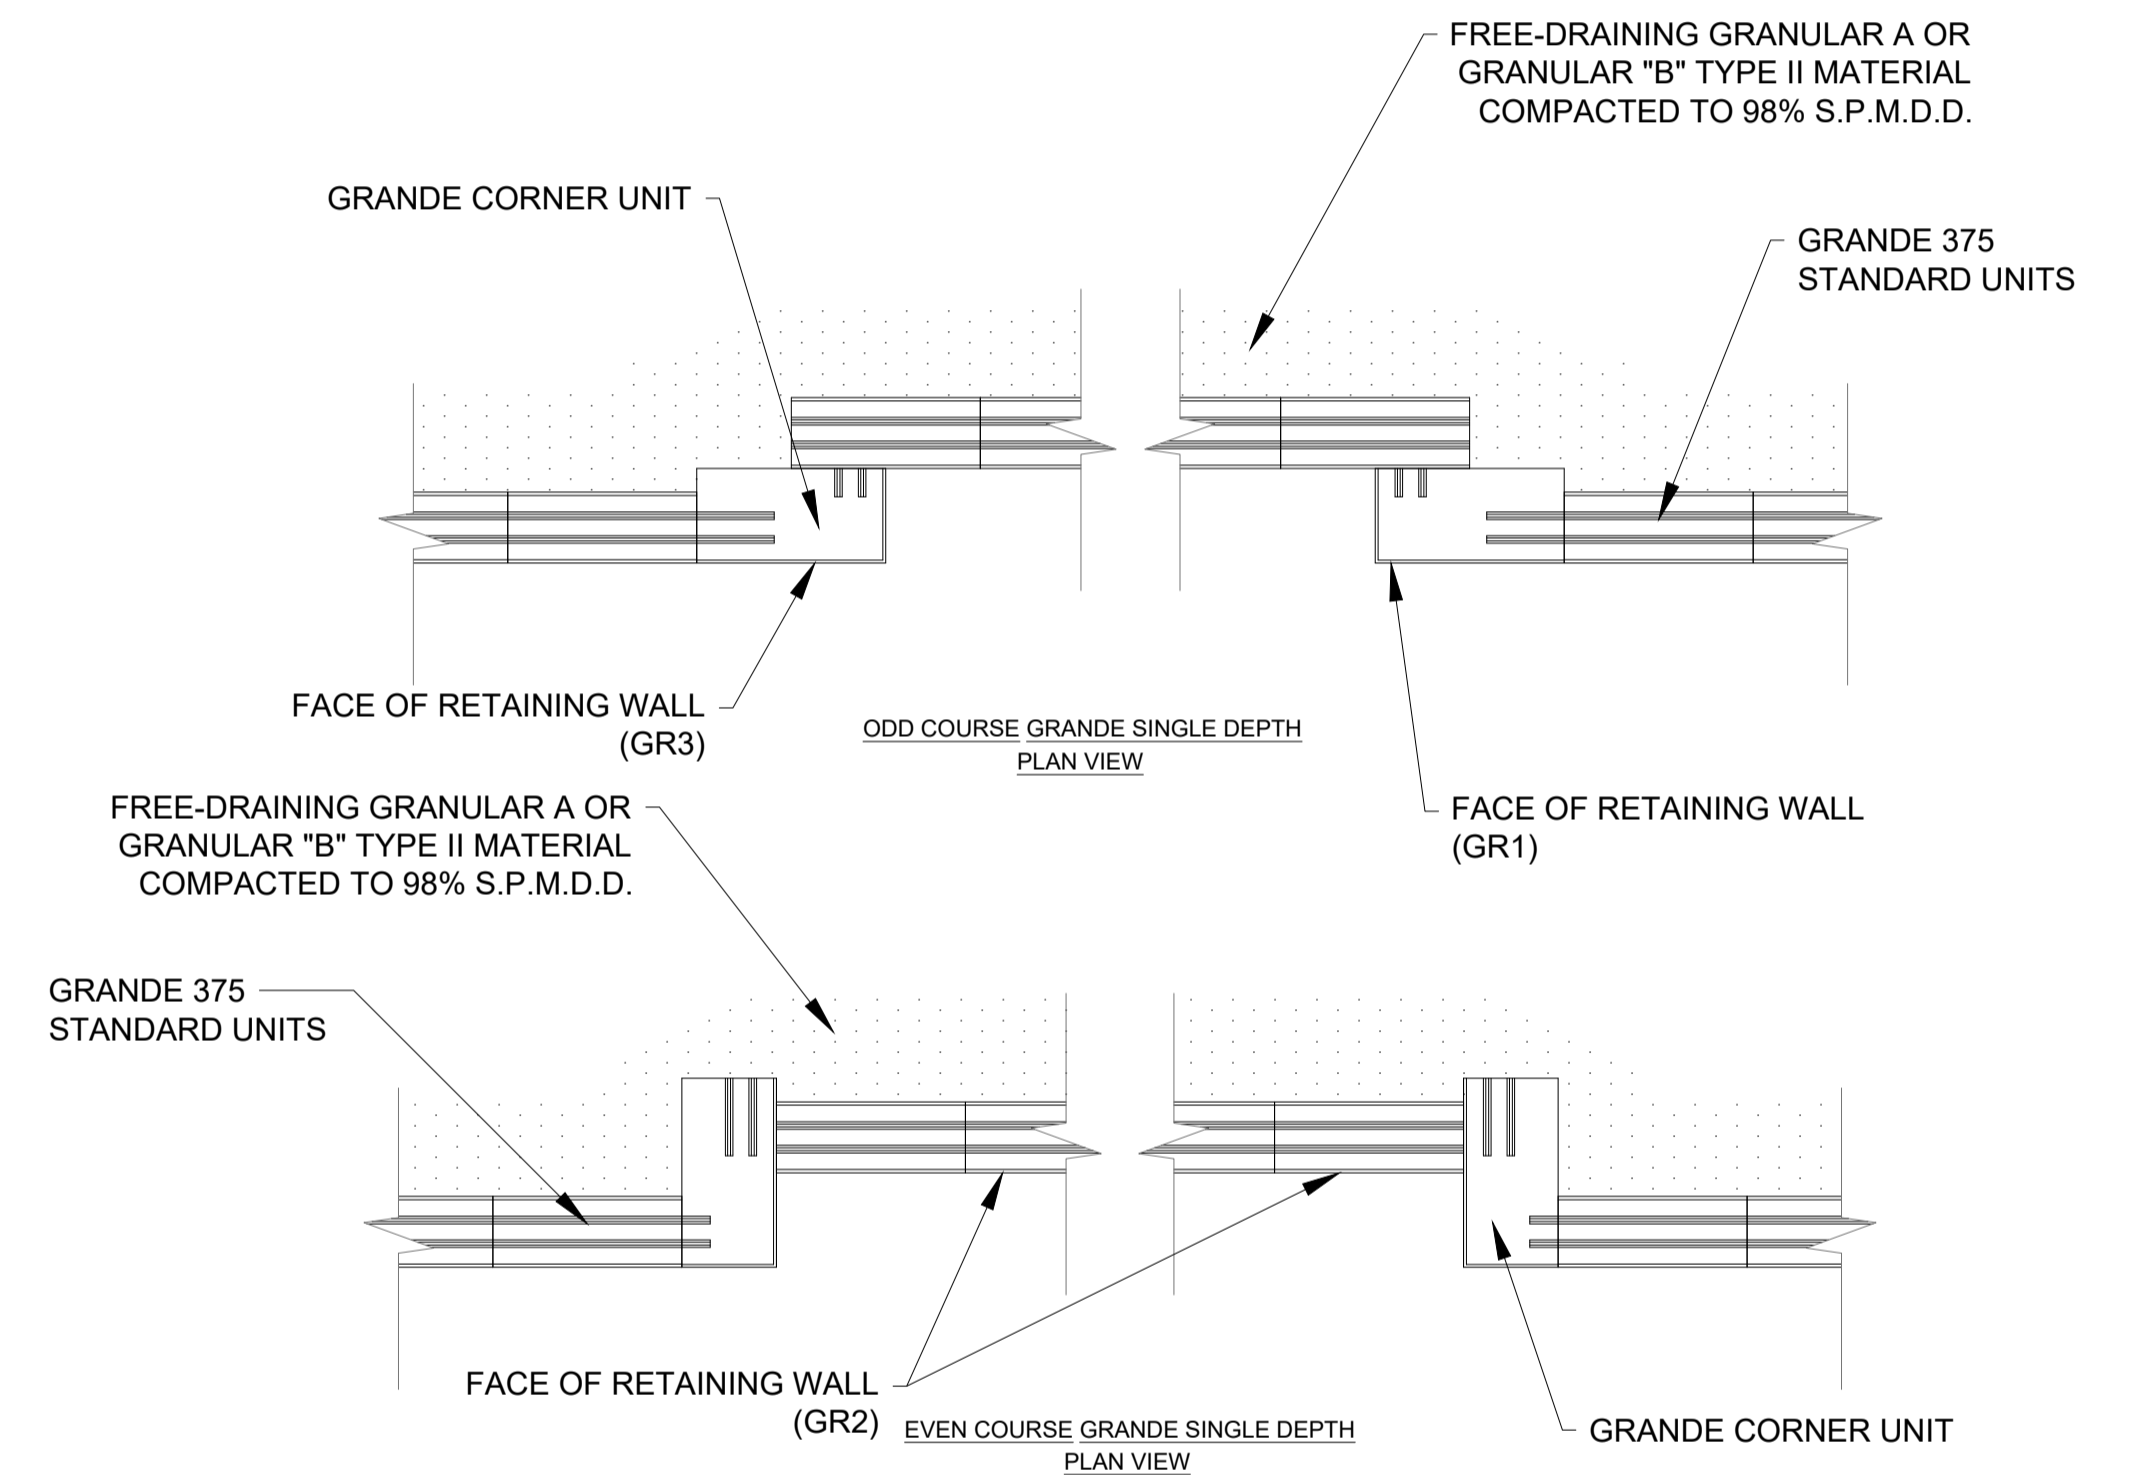 FREE-DRAINING GRANULAR A OR
GRANULAR "B" TYPE II MATERIAL
COMPACTED TO 98% S.P.M.D.D.
GRANDE CORNER UNIT
GRANDE 375
STANDARD UNITS
FACE OF RETAINING WALL
(GR3)
ODD COURSE GRANDE SINGLE DEPTH
PLAN VIEW
FACE OF RETAINING WALL
(GR1)
FREE-DRAINING GRANULAR A OR
GRANULAR "B" TYPE II MATERIAL
COMPACTED TO 98% S.P.M.D.D.
GRANDE 375
STANDARD UNITS
FACE OF RETAINING WALL
(GR2)
EVEN COURSE GRANDE SINGLE DEPTH
PLAN VIEW
GRANDE CORNER UNIT